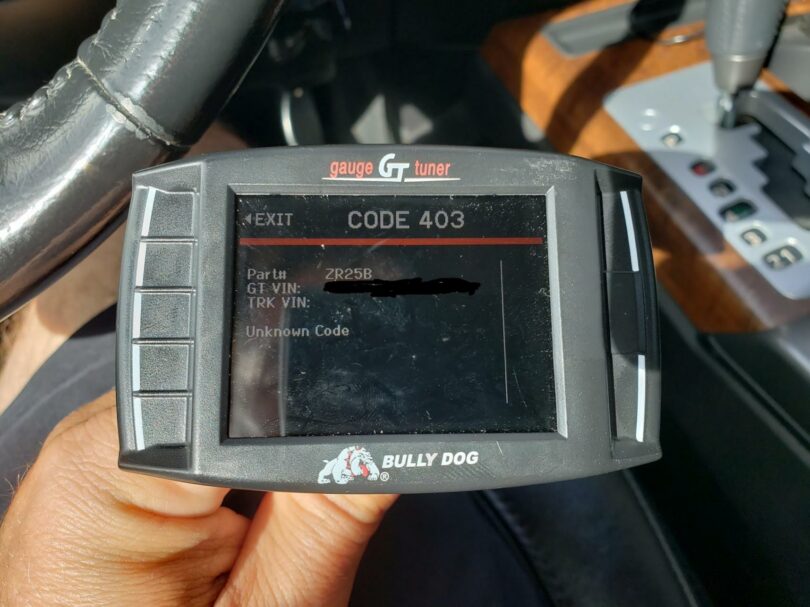 gauge GT tuner
EXIT CODE 403
Part# ZR25B
GT VIN:
TRK VIN:
Unknown Code
BULLY DOG ®